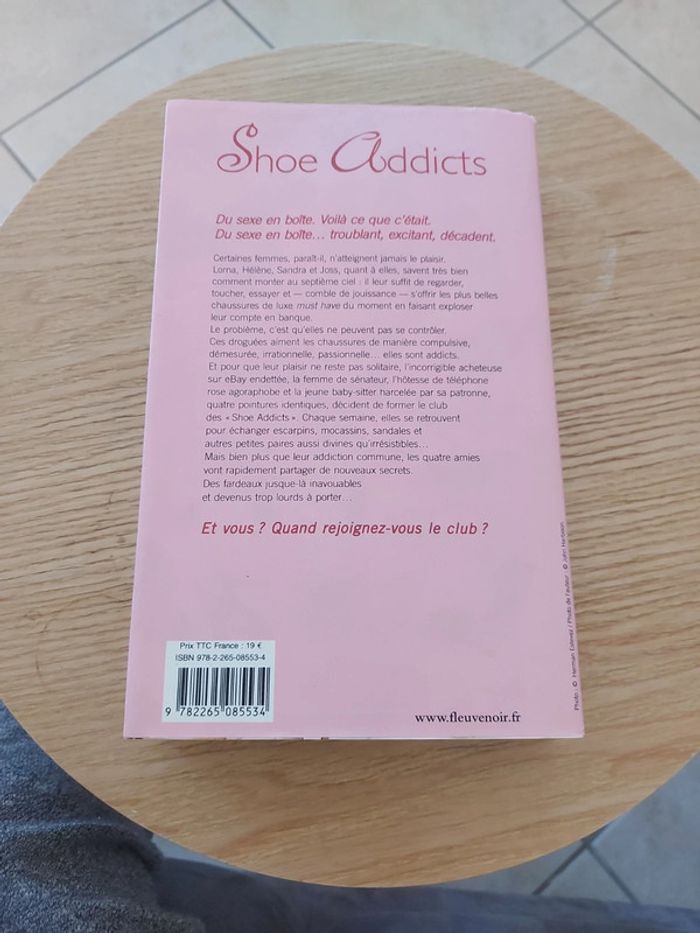 Shoe Addicts
Du sexe en boîte. Voilà ce que c'était.
Du sexe en boîte... troublant, excitant, décadent.
Certaines femmes, paraît-il, n'atteignent jamais le plaisir.
Lorna, Hélène, Sandra et Joss, quant à elles, savent très bien
comment monter au septième ciel : il leur suffit de regarder,
toucher, essayer et — comble de jouissance — s'offrir les plus belles
chaussures de luxe must have du moment en faisant exploser
leur compte en banque.
Le problème, c'est qu'elles ne peuvent pas se contrôler.
Ces droguées aiment les chaussures de manière compulsive,
démesurée, irrationnelle, passionnelle... elles sont addicts.
Et pour que leur plaisir ne reste pas solitaire, l'incorrigible acheteuse
sur eBay endettée, la femme de sénateur, l'hôtesse de téléphone
rose agoraphobe et la jeune baby-sitter harcelée par sa patronne,
quatre pointures identiques, décident de former le club
des « Shoe Addicts ». Chaque semaine, elles se retrouvent
pour échanger escarpins, mocassins, sandales et
autres petites paires aussi divines qu'irrésistibles...
Mais bien plus que leur addiction commune, les quatre amies
vont rapidement partager de nouveaux secrets.
Des fardeaux jusque-là inavouables
et devenus trop lourds à porter...
Et vous ? Quand rejoignez-vous le club ?
Prix TTC France : 19 €
ISBN 978-2-265-08553-4
9 782265 085534
www.fleuvenoir.fr
Photo : © Herman Estevez / Photo de l'auteur : © John Harbison